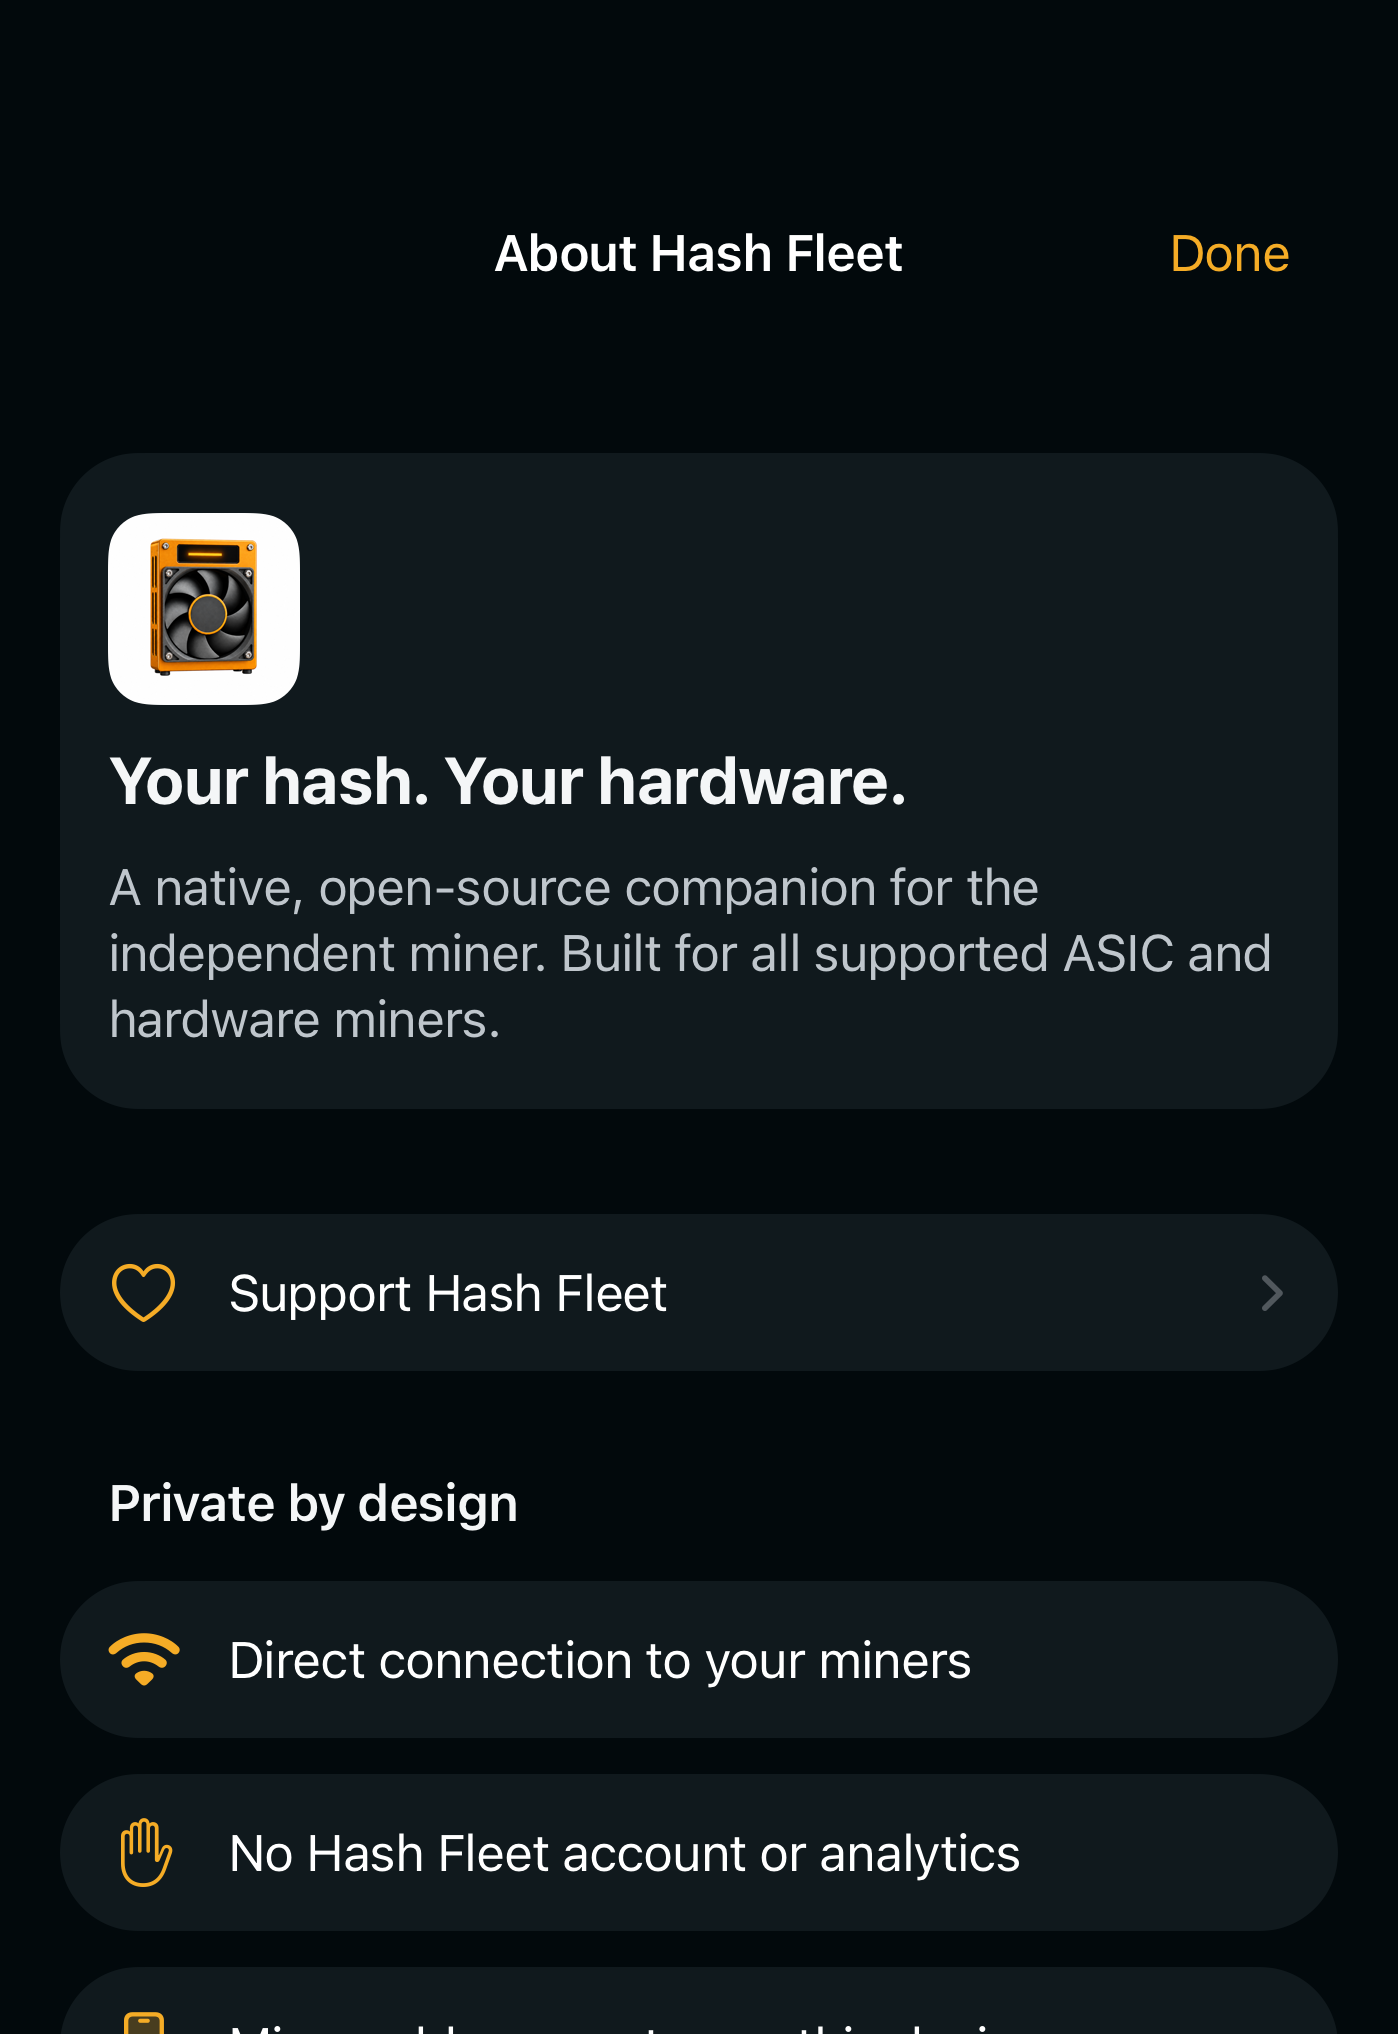 About Hash Fleet
Done
Your hash. Your hardware.
A native, open-source companion for the
independent miner. Built for all supported ASIC and
hardware miners.
Support Hash Fleet
Private by design
Direct connection to your miners
No Hash Fleet account or analytics